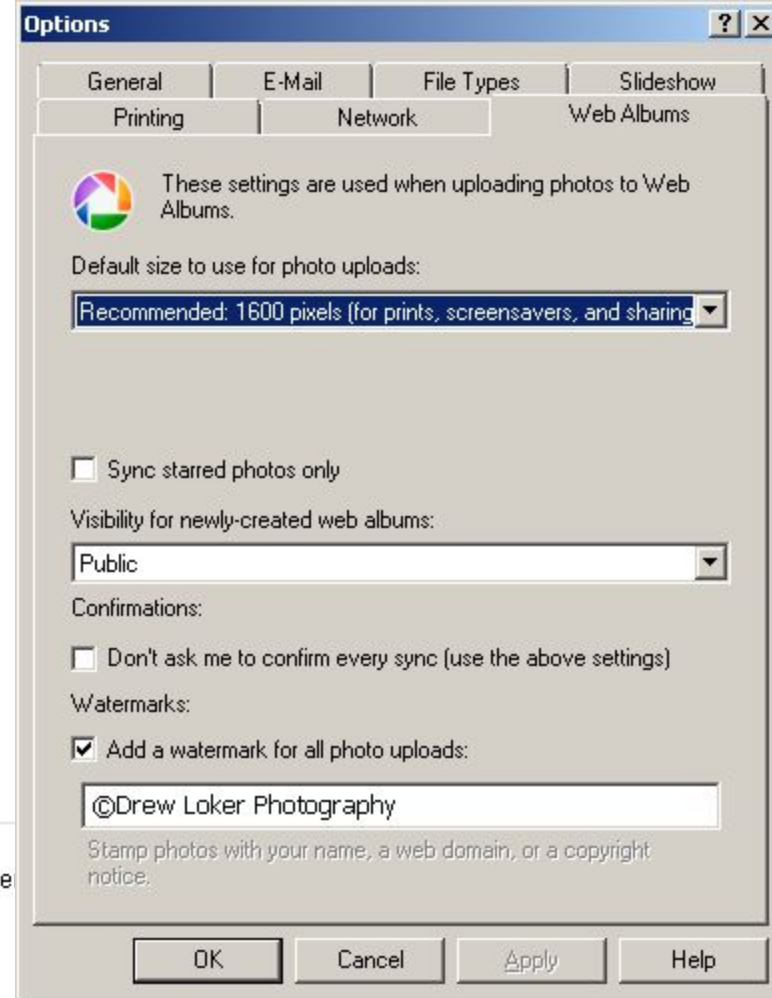 Options
General E-Mail File Types Slideshow
Printing Network Web Albums
These settings are used when uploading photos to Web
Albums.
Default size to use for photo uploads:
Recommended: 1600 pixels (for prints, screensavers, and sharing
Sync starred photos only
Visibility for newly-created web albums:
Public
Confirmations:
Don't ask me to confirm every sync (use the above settings)
Watermarks:
Add a watermark for all photo uploads:
©Drew Loker Photography
Stamp photos with your name, a web domain, or a copyright
notice.
OK Cancel Apply Help